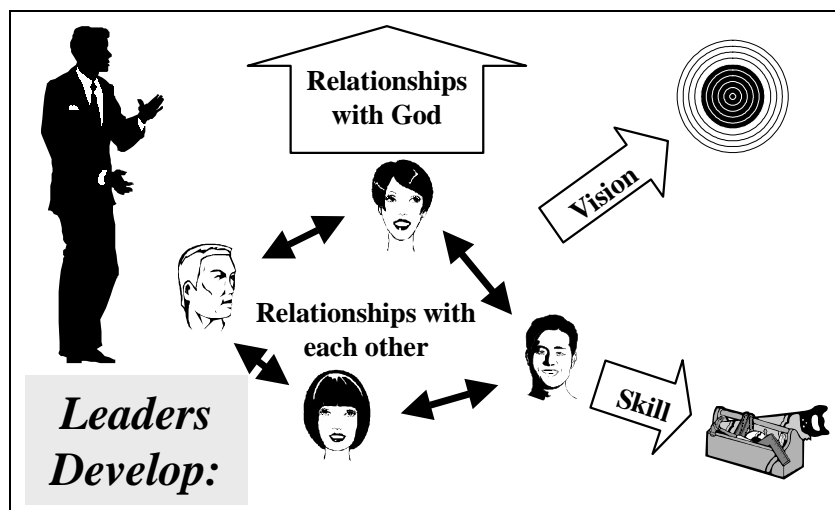 Relationships
with God
Vision
Relationships with
each other
Skill
Leaders
Develop: